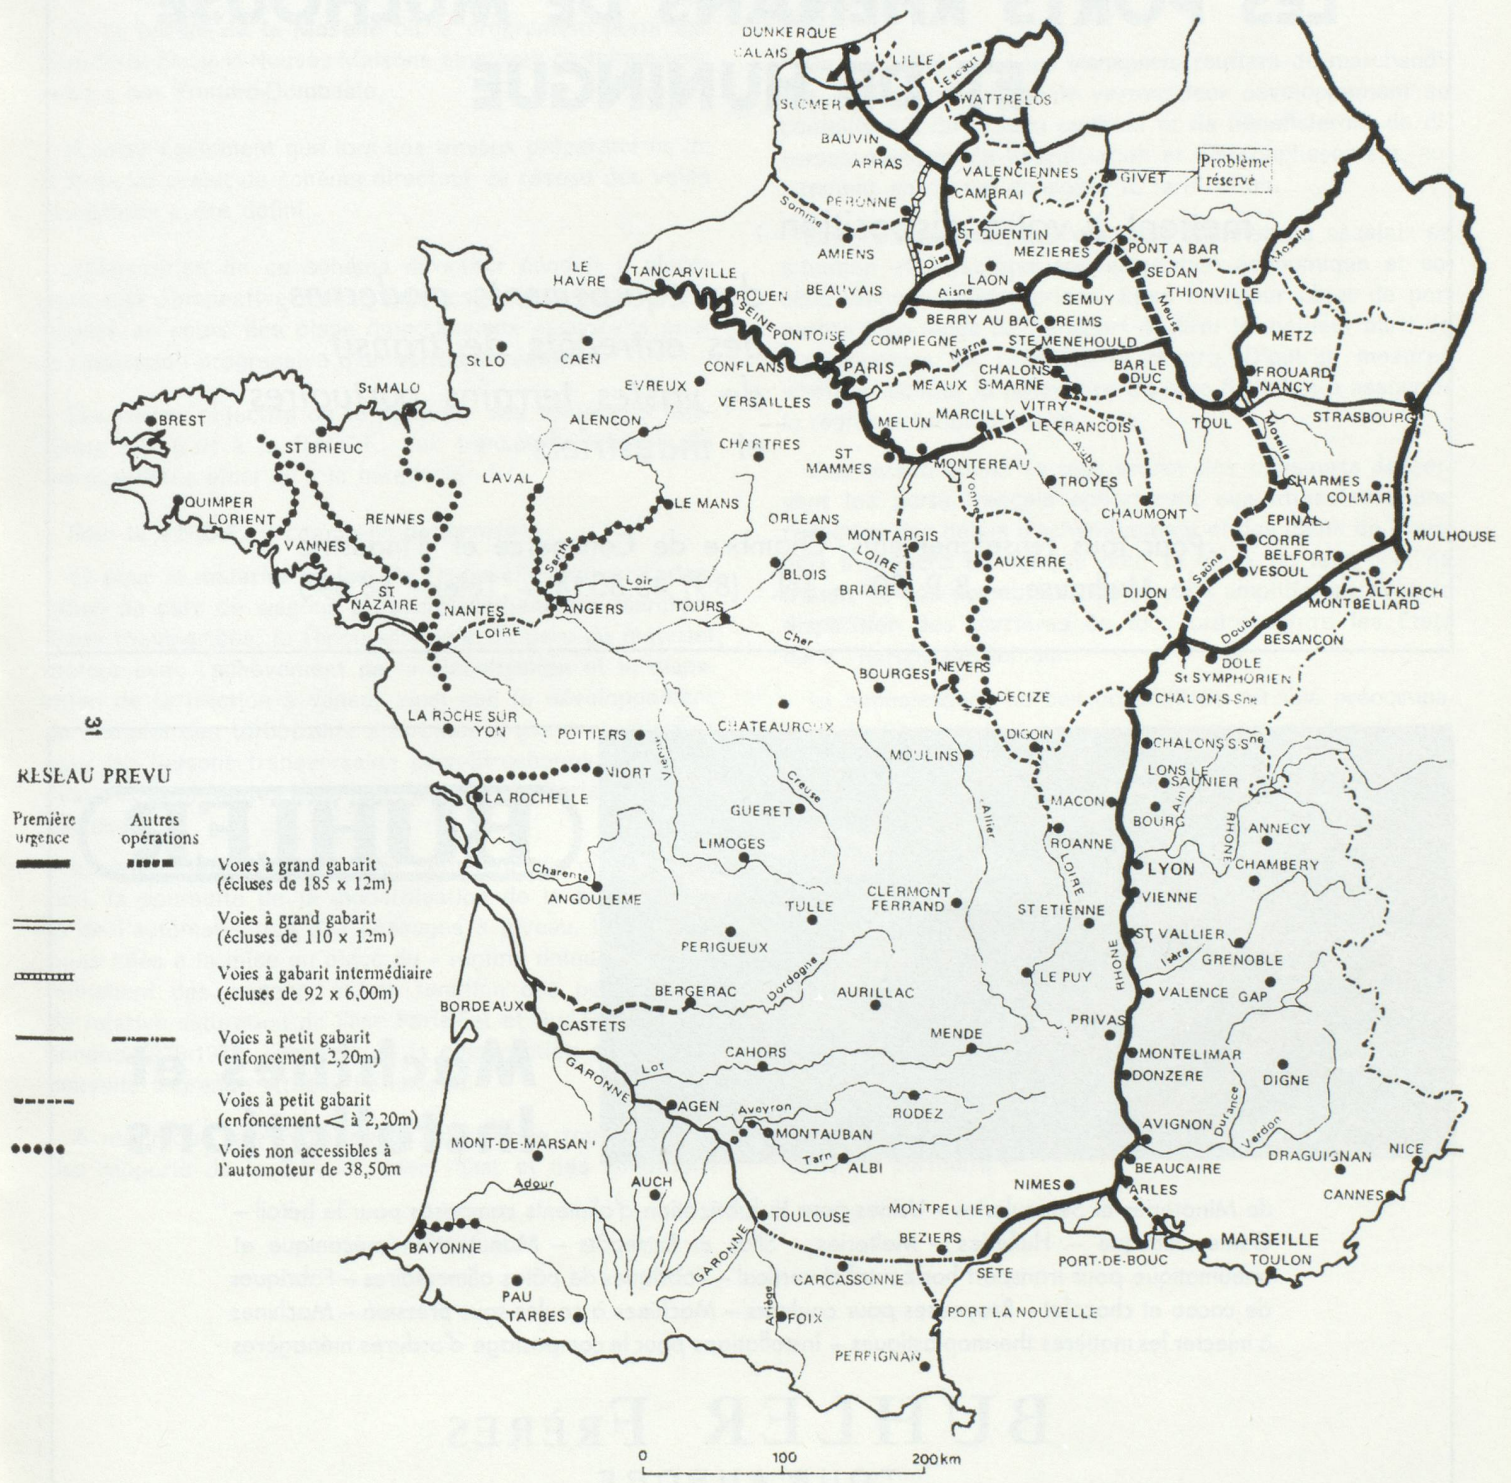 DUNKERQUE
CALAIS
LILLE
Escaut
WATTRELOS
St OMER
BAUVIN
APRAS
VALENCIENNES
GIVET
Problème
réservé
CAMBRAI
PERONNE
Somme
ST QUENTIN
MEZIERES
PONT A BAR
AMIENS
Oise
SEDAN
Moselle
LE
HAVRE
TANCARVILLE
ROUEN
BEAUVAIS
LAON
Aisne
SEMUY
Meuse
THIONVILLE
SEINE
BERRY AU BAC
REIMS
METZ
PONTOISE
COMPIEGNE
Marne
STE MENEHOULD
St LO
CAEN
CONFLANS
PARIS
MEAUX
CHALONS
S-MARNE
BAR LE
DUC
FROUARD
NANCY
St MALO
EVREUX
VERSAILLES
MELUN
MARCILLY
VITRY
LE FRANCOIS
TOUL
STRASBOURG
BREST
ST BRIEUC
ALENCON
CHARTRES
ST
MAMMES
MONTEREAU
Aube
Moselle
LAVAL
Yonne
TROYES
CHARMES
COLMAR
QUIMPER
LORIENT
RENNES
LE MANS
ORLEANS
MONTARGIS
CHAUMONT
EPINAL
VANNES
Sarthe
LOIRE
AUXERRE
CORRE
BELFORT
MULHOUSE
Loir
BLOIS
BRIARE
Saône
VESOUL
ST
NAZAIRE
NANTES
LOIRE
ANGERS
TOURS
DIJON
ALTKIRCH
MONTBELIARD
Cher
Doubs
BESANCON
BOURGES
NEVERS
DOLE
St SYMPHORIEN
DECIZE
CHALON-S-Sne
LA ROCHE SUR
YON
POITIERS
CHATEAUROUX
MOULINS
DIGOIN
CHALONS S-Sne
31
RESEAU PREVU
NIORT
Creuse
LONS LE
SAUNIER
LA ROCHELLE
GUERET
Allier
MACON
Ain
BOURG
RHONE
ANNECY
LIMOGES
ROANNE
LYON
CHAMBERY
Charente
ANGOULEME
CLERMONT
FERRAND
LOIRE
VIENNE
TULLE
ST ETIENNE
PERIGUEUX
ST VALLIER
Isère
GRENOBLE
RHONE
BORDEAUX
BERGERAC
Dordogne
AURILLAC
LE PUY
VALENCE
GAP
CASTETS
PRIVAS
MENDE
GARONNE
Lot
CAHORS
MONTELIMAR
DONZERE
DIGNE
Durance
AGEN
Aveyron
RODEZ
MONT-DE-MARSAN
MONTAUBAN
Tarn
ALBI
AVIGNON
Verdon
DRAGUIGNAN
NICE
Adour
AUCH
NIMES
BEAUCAIRE
ARLES
CANNES
BAYONNE
GARONNE
TOULOUSE
MONTPELLIER
BEZIERS
MARSEILLE
CARCASSONNE
SETE
PORT-DE-BOUC
TOULON
PAU
TARBES
Ariège
FOIX
PORT LA NOUVELLE
PERPIGNAN
Première
urgence
Autres
opérations
Voies à grand gabarit
(écluses de 185 x 12m)
Voies à grand gabarit
(écluses de 110 x 12m)
Voies à gabarit intermédiaire
(écluses de 92 x 6,00m)
Voies à petit gabarit
(enfoncement 2,20m)
Voies à petit gabarit
(enfoncement < à 2,20m)
Voies non accessibles à
l'automoteur de 38,50m
0 100 200 km